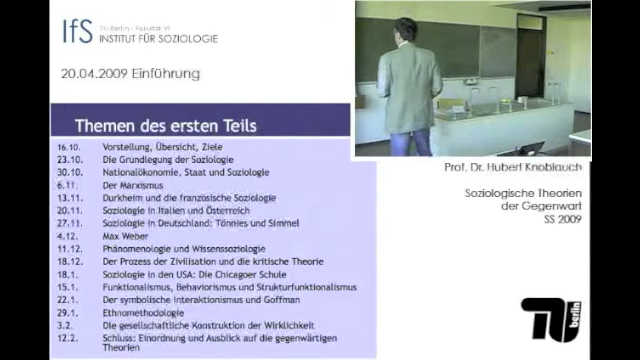 IfS
TU Berlin - Fakultät VI
INSTITUT FÜR SOZIOLOGIE
20.04.2009 Einführung
Themen des ersten Teils
16.10. Vorstellung, Übersicht, Ziele
23.10. Die Grundlegung der Soziologie
30.10. Nationalökonomie, Staat und Soziologie
6.11. Der Marxismus
13.11. Durkheim und die französische Soziologie
20.11. Soziologie in Italien und Österreich
27.11. Soziologie in Deutschland: Tönnies und Simmel
4.12. Max Weber
11.12. Phänomenologie und Wissenssoziologie
18.12. Der Prozess der Zivilisation und die kritische Theorie
18.1. Soziologie in den USA: Die Chicagoer Schule
15.1. Funktionalismus, Behaviorismus und Strukturfunktionalismus
22.1. Der symbolische Interaktionismus und Goffman
29.1. Ethnomethodologie
3.2. Die gesellschaftliche Konstruktion der Wirklichkeit
12.2. Schluss: Einordnung und Ausblick auf die gegenwärtigen
Theorien
Prof. Dr. Hubert Knoblauch
Soziologische Theorien
der Gegenwart
SS 2009
TU
berlin